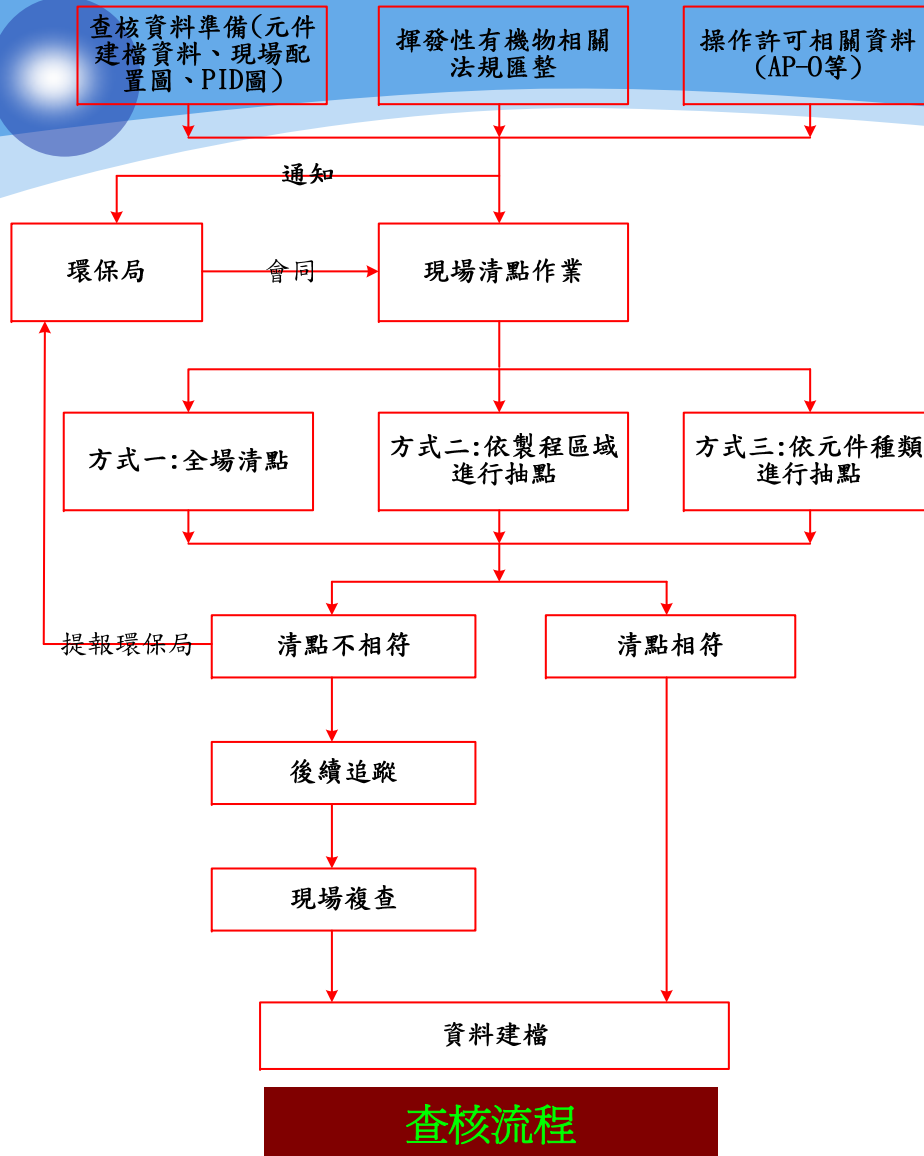 查核資料準備(元件
建檔資料、現場配
置圖、PID圖)
揮發性有機物相關
法規匯整
操作許可相關資料
(AP-O等)
通知
環保局
會同
現場清點作業
方式一:全場清點
方式二:依製程區域
進行抽點
方式三:依元件種類
進行抽點
提報環保局
清點不相符
清點相符
後續追蹤
現場複查
資料建檔
查核流程